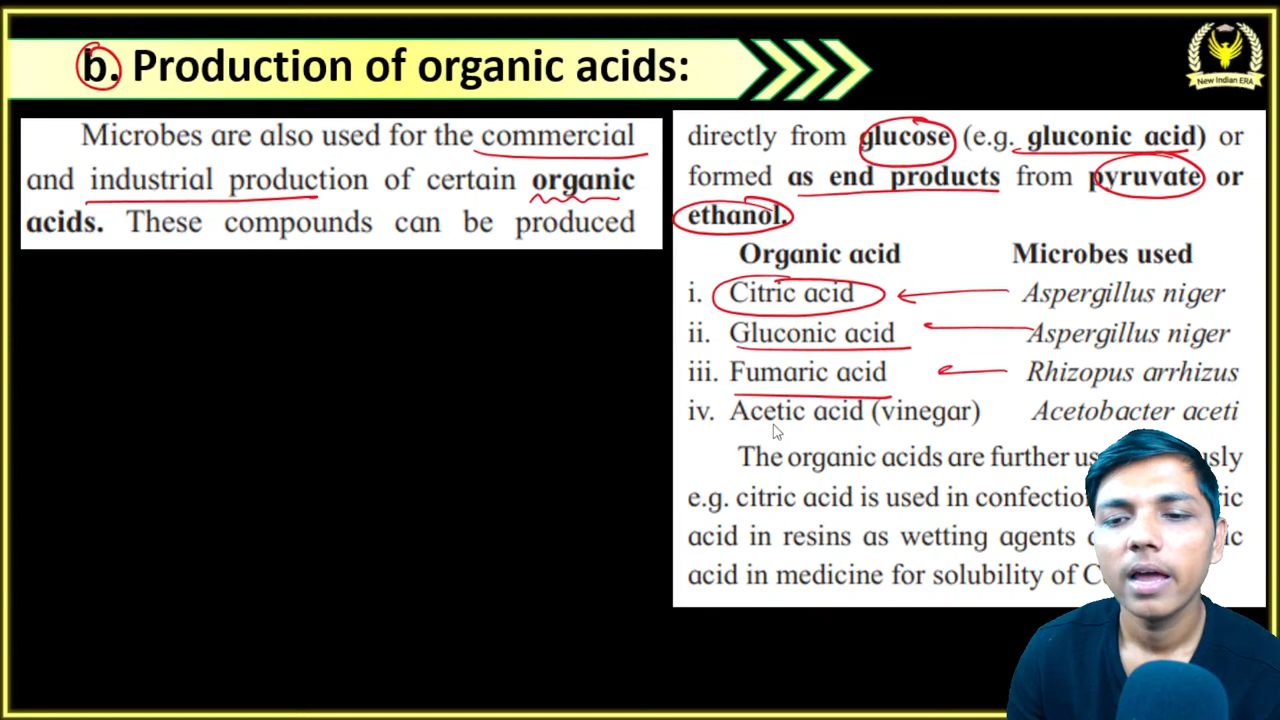 b. Production of organic acids:
New Indian ERA
Microbes are also used for the commercial
and industrial production of certain organic
acids. These compounds can be produced
directly from glucose (e.g. gluconic acid) or
formed as end products from pyruvate or
ethanol.
Organic acid Microbes used
i. Citric acid Aspergillus niger
ii. Gluconic acid Aspergillus niger
iii. Fumaric acid Rhizopus arrhizus
iv. Acetic acid (vinegar) Acetobacter aceti
The organic acids are further
e.g. citric acid is used in
acid in resins as wetting agents
acid in medicine for solubility of